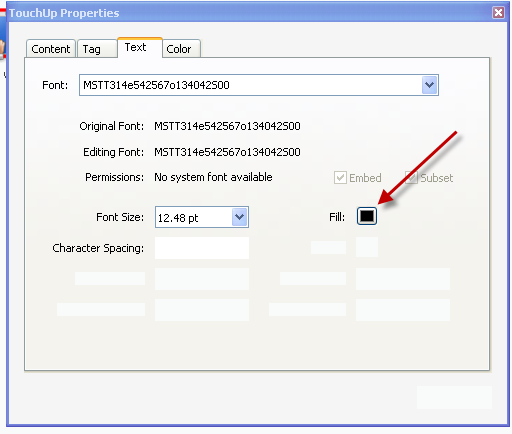 TouchUp Properties
Content Tag Text Color
Font: MSTT314e542567o134042S00
Original Font: MSTT314e542567o134042S00
Editing Font: MSTT314e542567o134042S00
Permissions: No system font available Embed Subset
Font Size: 12.48 pt Fill:
Character Spacing: